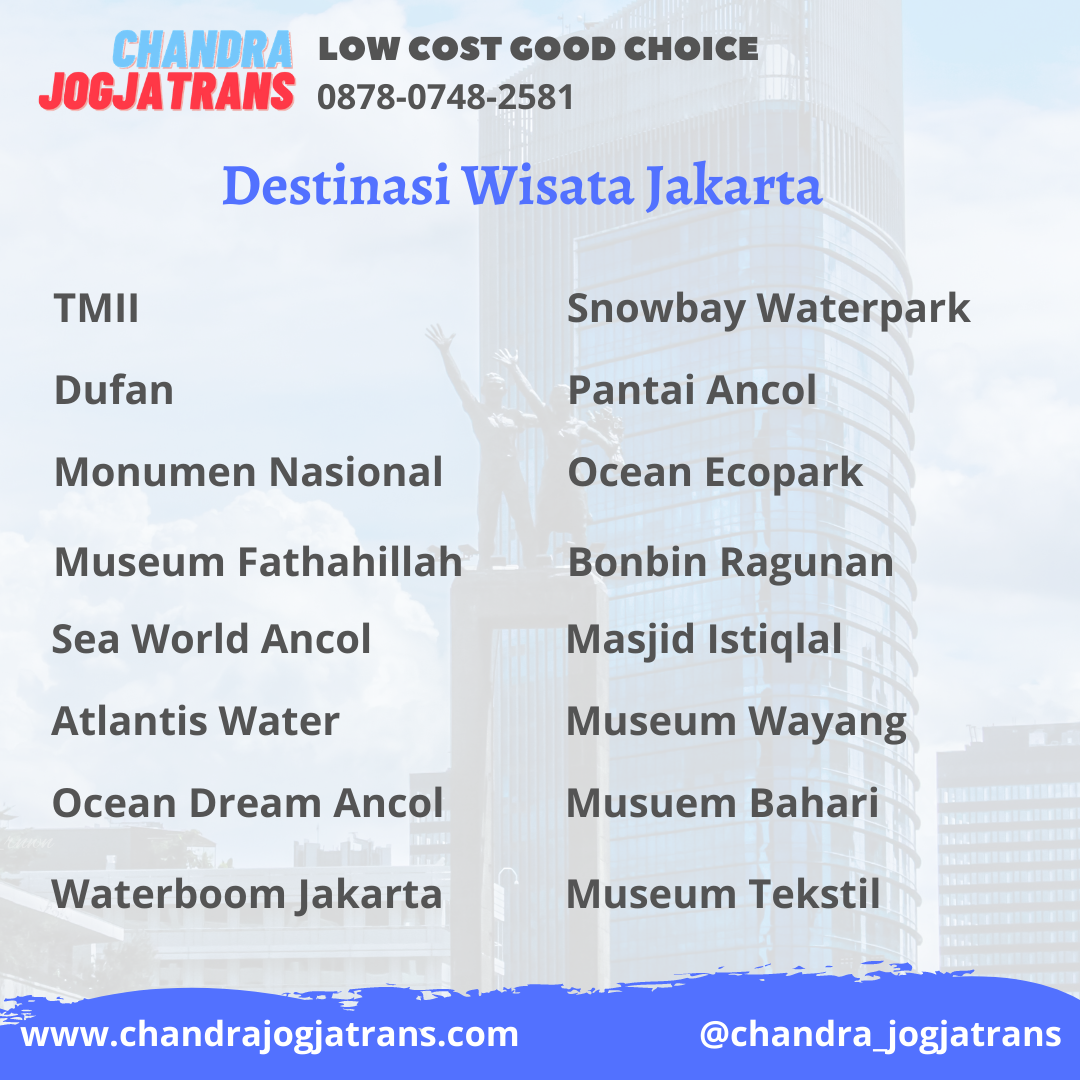 CHANDRA
JOGJATRANS
LOW COST GOOD CHOICE
0878-0748-2581
Destinasi Wisata Jakarta
TMII
Dufan
Monumen Nasional
Museum Fathahillah
Sea World Ancol
Atlantis Water
Ocean Dream Ancol
Waterboom Jakarta
Snowbay Waterpark
Pantai Ancol
Ocean Ecopark
Bonbin Ragunan
Masjid Istiqlal
Museum Wayang
Musuem Bahari
Museum Tekstil
www.chandrajogjatrans.com
@chandra_jogjatrans